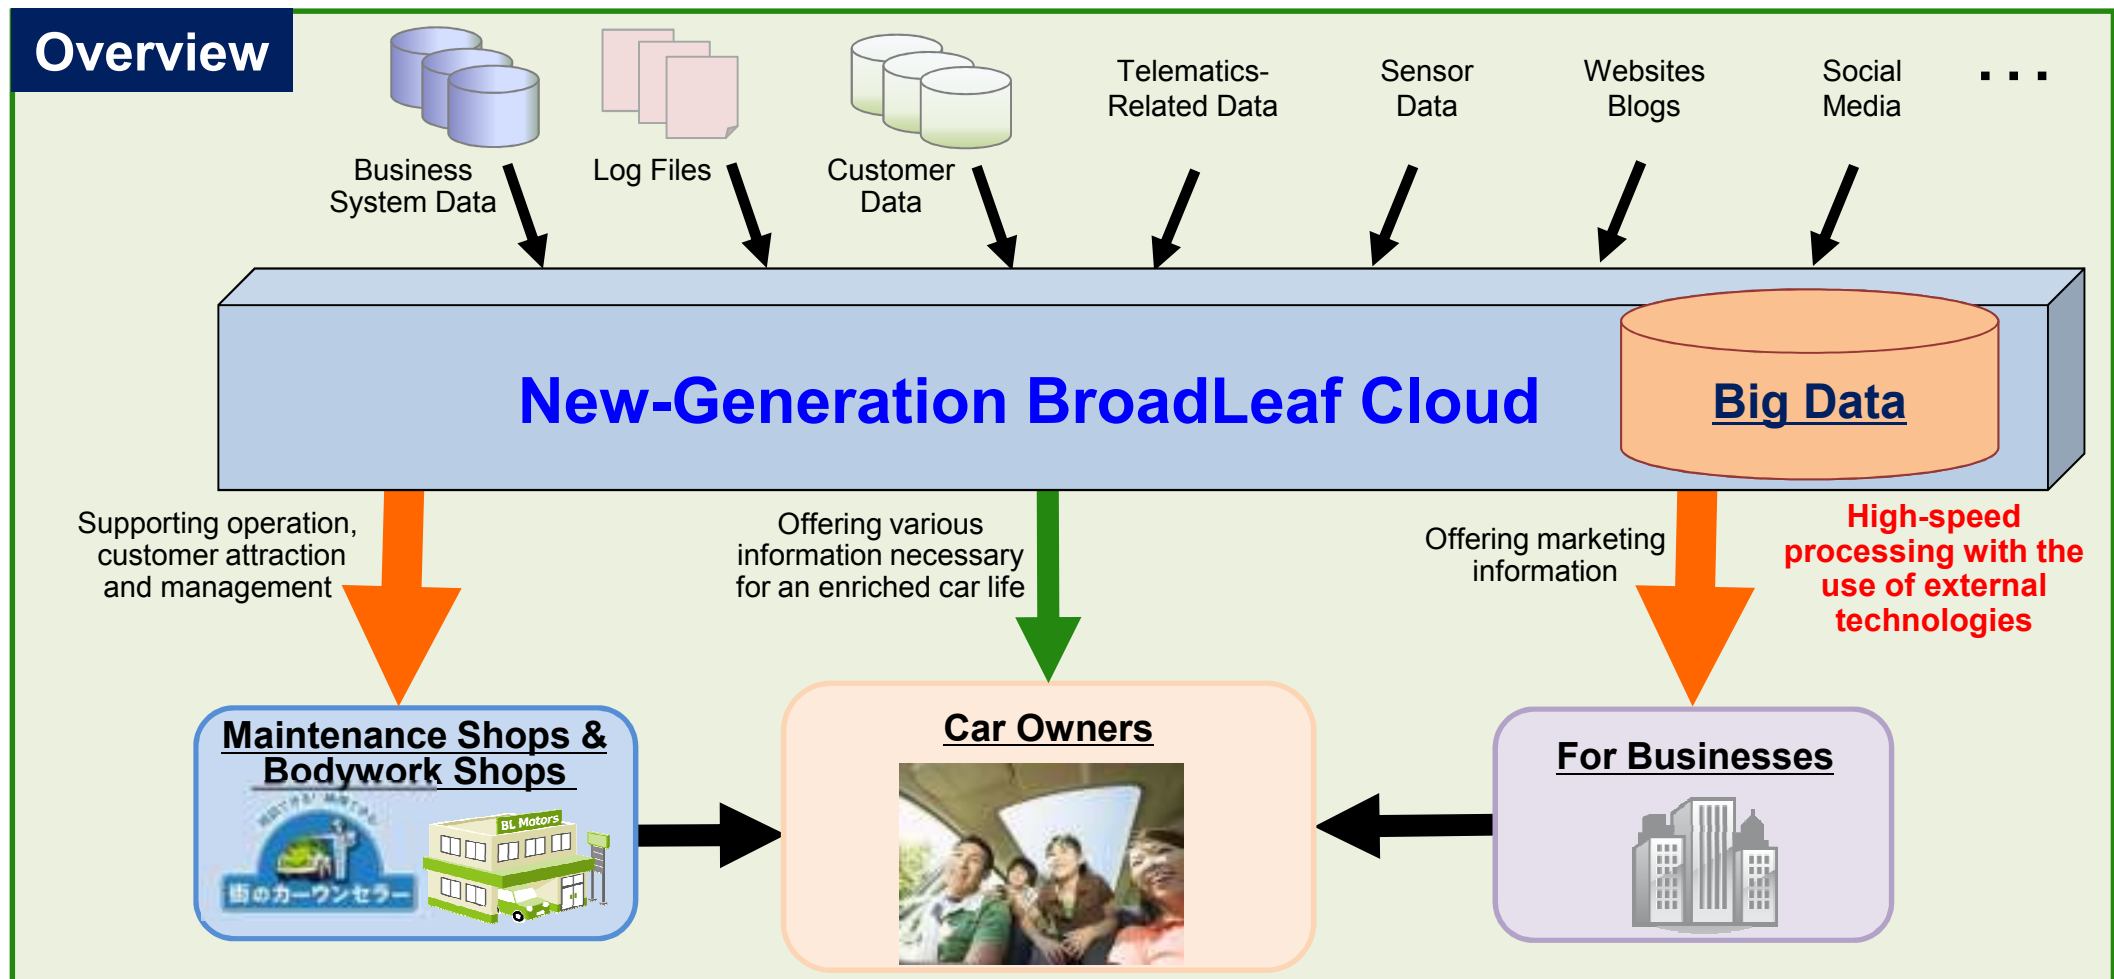 Overview
Business
System Data
Log Files
Customer
Data
Telematics-
Related Data
Sensor
Data
Websites
Blogs
Social
Media
. . .
New-Generation BroadLeaf Cloud
Big Data
Supporting operation,
customer attraction
and management
Offering various
information necessary
for an enriched car life
Offering marketing
information
High-speed
processing with the
use of external
technologies
Maintenance Shops &
Bodywork Shops
街のカーウンセラー
BL Motors
Car Owners
For Businesses